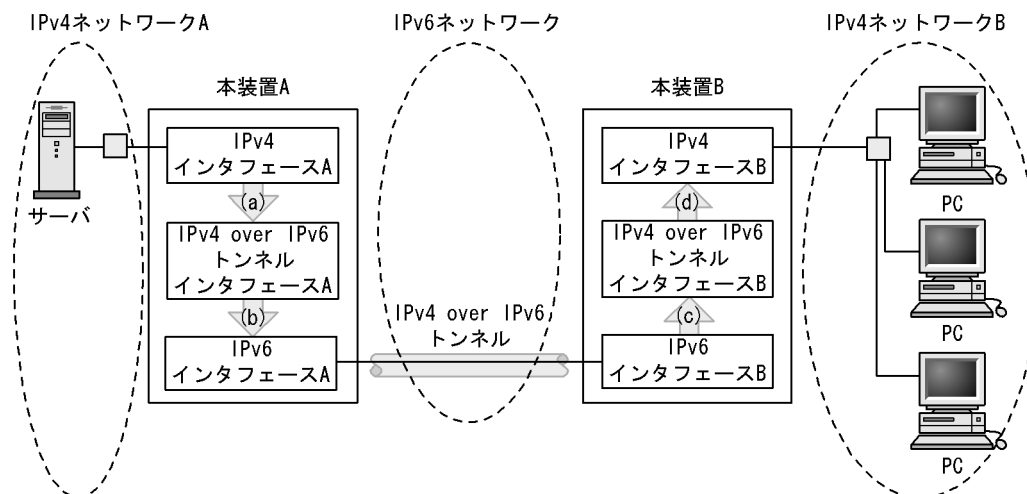 IPv4ネットワークA
IPv6ネットワーク
IPv4ネットワークB
本装置A
本装置B
IPv4
インタフェースA
(a)
IPv4 over IPv6
トンネル
インタフェースA
(b)
IPv6
インタフェースA
サーバ
IPv4 over IPv6
トンネル
IPv4
インタフェースB
(d)
IPv4 over IPv6
トンネル
インタフェースB
(c)
IPv6
インタフェースB
PC
PC
PC